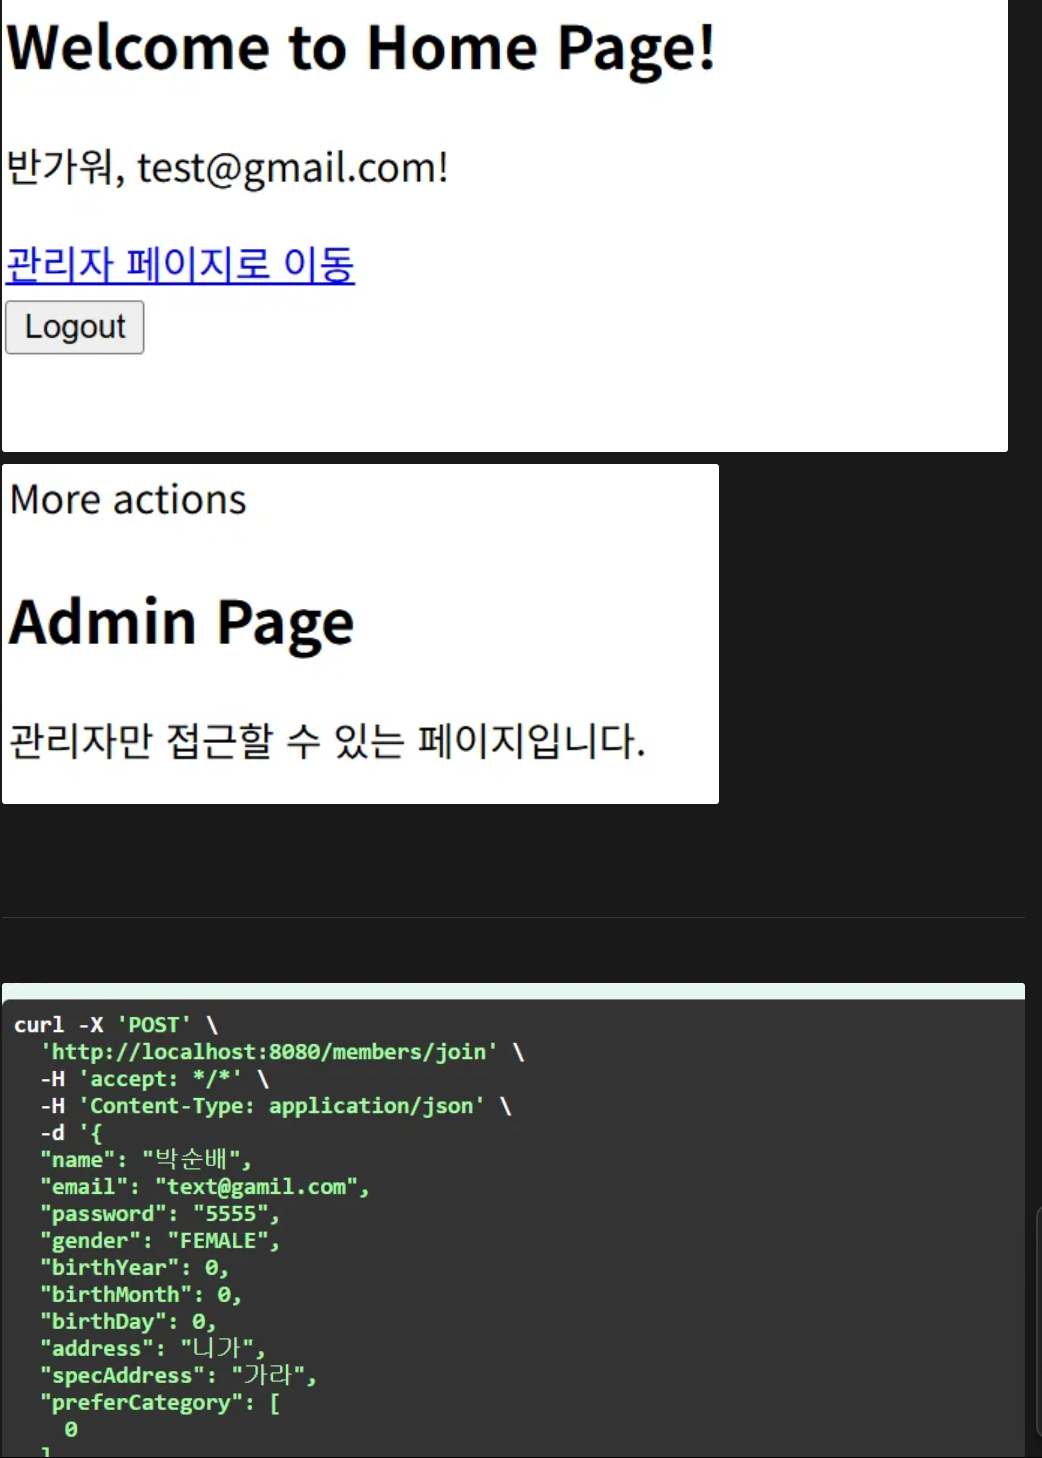 Welcome to Home Page!
반가워, test@gmail.com!
관리자 페이지로 이동
Logout
More actions
Admin Page
관리자만 접근할 수 있는 페이지입니다.
curl -X 'POST' \
'http://localhost:8080/members/join' \
-H 'accept: */*' \
-H 'Content-Type: application/json' \
-d '{
"name": "박순배",
"email": "text@gamil.com",
"password": "5555",
"gender": "FEMALE",
"birthYear": 0,
"birthMonth": 0,
"birthDay": 0,
"address": "니가",
"specAddress": "가라",
"preferCategory": [
0
]